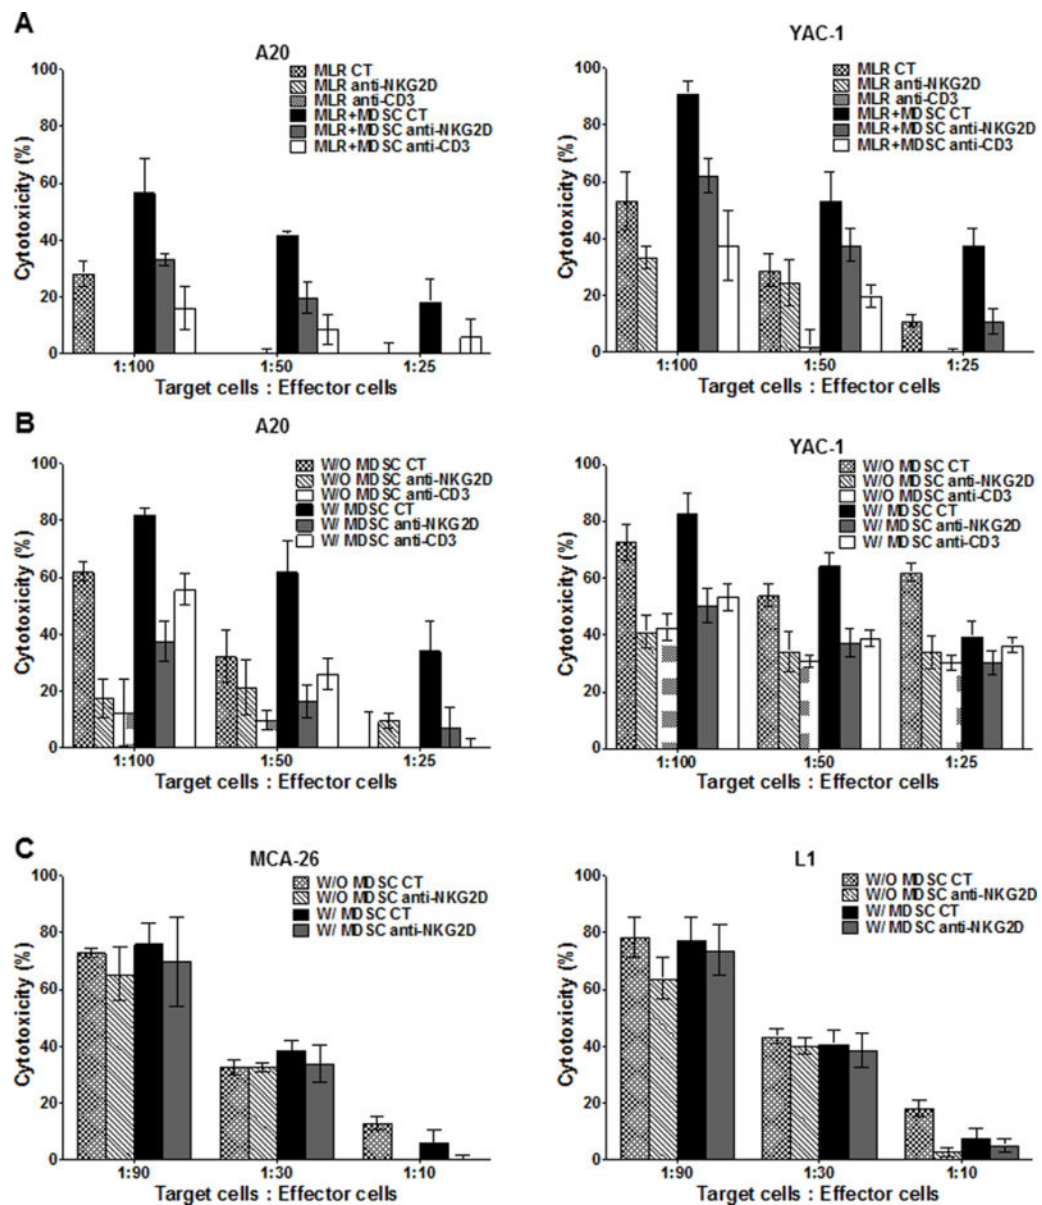 A
A20
100
80
60
40
20
0
Cytotoxicity (%)
MLR CT
MLR anti-NKG2D
MLR anti-CD3
MLR+MDSC CT
MLR+MDSC anti-NKG2D
MLR+MDSC anti-CD3
1:100 1:50 1:25
Target cells : Effector cells
YAC-1
100
80
60
40
20
0
Cytotoxicity (%)
MLR CT
MLR anti-NKG2D
MLR anti-CD3
MLR+MDSC CT
MLR+MDSC anti-NKG2D
MLR+MDSC anti-CD3
1:100 1:50 1:25
Target cells : Effector cells
B
A20
100
80
60
40
20
0
Cytotoxicity (%)
W/O MDSC CT
W/O MDSC anti-NKG2D
W/O MDSC anti-CD3
W/ MDSC CT
W/ MDSC anti-NKG2D
W/ MDSC anti-CD3
1:100 1:50 1:25
Target cells : Effector cells
YAC-1
100
80
60
40
20
0
Cytotoxicity (%)
W/O MDSC CT
W/O MDSC anti-NKG2D
W/O MDSC anti-CD3
W/ MDSC CT
W/ MDSC anti-NKG2D
W/ MDSC anti-CD3
1:100 1:50 1:25
Target cells : Effector cells
C
MCA-26
100
80
60
40
20
0
Cytotoxicity (%)
W/O MDSC CT
W/O MDSC anti-NKG2D
W/ MDSC CT
W/ MDSC anti-NKG2D
1:90 1:30 1:10
Target cells : Effector cells
L1
100
80
60
40
20
0
Cytotoxicity (%)
W/O MDSC CT
W/O MDSC anti-NKG2D
W/ MDSC CT
W/ MDSC anti-NKG2D
1:90 1:30 1:10
Target cells : Effector cells